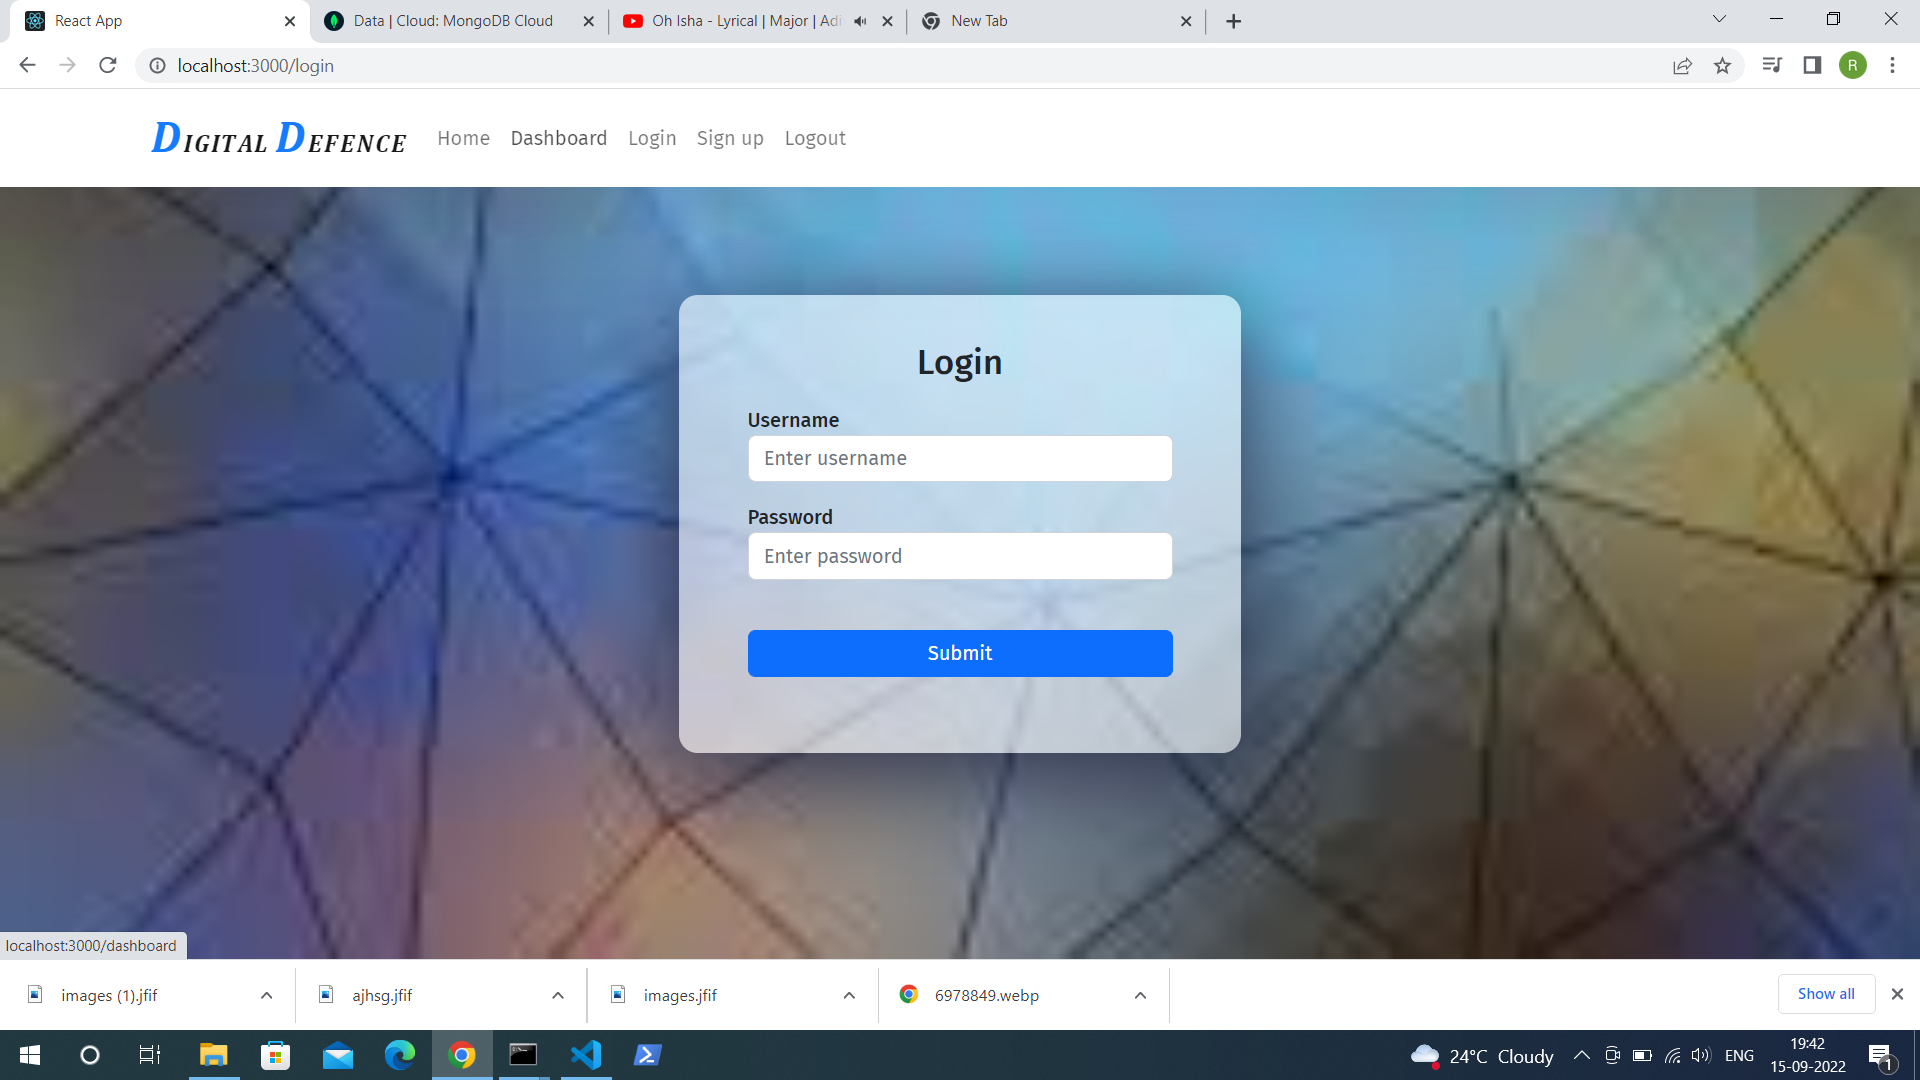 React App
Data | Cloud: MongoDB Cloud
Oh Isha - Lyrical | Major | Adi
New Tab
localhost:3000/login
R
DIGITAL DEFENCE
Home Dashboard Login Sign up Logout
Login
Username
Enter username
Password
Enter password
Submit
localhost:3000/dashboard
images (1).jfif
ajhsg.jfif
images.jfif
6978849.webp
Show all
24°C Cloudy
ENG
19:42
15-09-2022
1